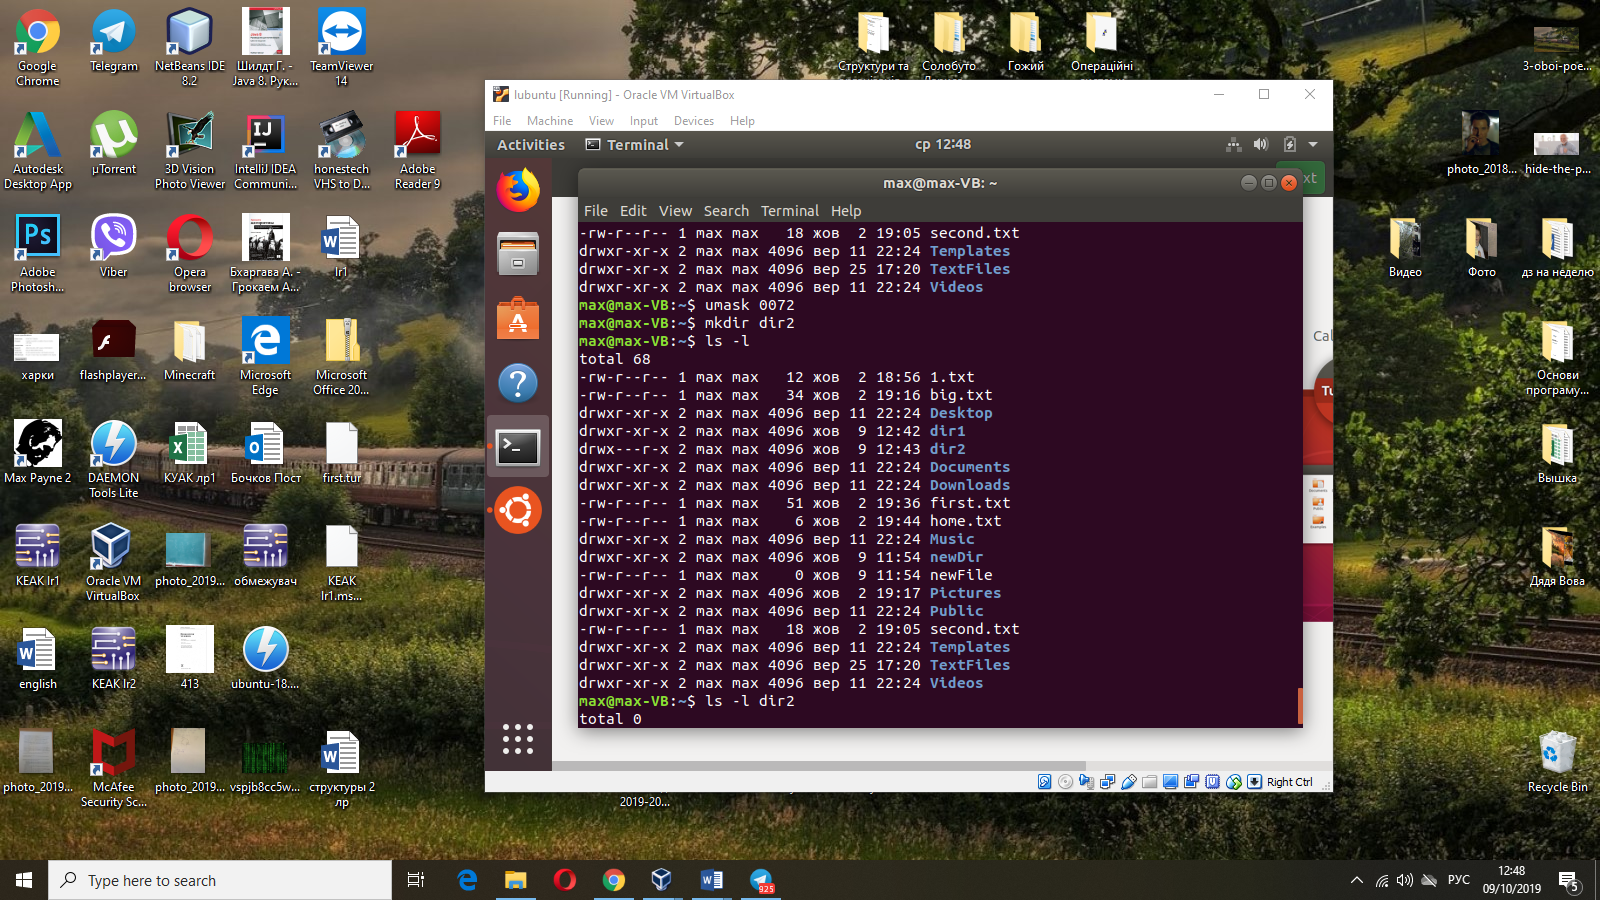 Google Chrome
Telegram
NetBeans IDE 8.2
Шилдт Г. - Java 8. Рук...
TeamViewer 14
Autodesk Desktop App
µTorrent
3D Vision Photo Viewer
IntelliJ IDEA Communi...
honestech VHS to D...
Adobe Reader 9
Adobe Photosh...
Viber
Opera browser
Бхаргава А. - Грокаем А...
lr1
харки
flashplayer...
Minecraft
Microsoft Edge
Microsoft Office 20...
Max Payne 2
DAEMON Tools Lite
КУАК лр1
Бочков Пост
first.tur
KEAK lr1
Oracle VM VirtualBox
photo_2019...
обмежувач
KEAK lr1.ms...
english
KEAK lr2
413
ubuntu-18....
photo_2019...
McAfee Security Sc...
photo_2019...
vspjb8cc5w...
структуры 2 лр
Структури та
Солобуто
Гожий
Операційні
3-oboi-poe...
photo_2018...
hide-the-p...
Видео
Фото
дз на неделю
Основи програму...
Вышка
Дядя Вова
Recycle Bin
2019-20...
lubuntu [Running] - Oracle VM VirtualBox
File Machine View Input Devices Help
Activities Terminal ср 12:48
max@max-VB: ~
File Edit View Search Terminal Help
-rw-r--r-- 1 max max   18 жов  2 19:05 second.txt
drwxr-xr-x 2 max max 4096 вер 11 22:24 Templates
drwxr-xr-x 2 max max 4096 вер 25 17:20 TextFiles
drwxr-xr-x 2 max max 4096 вер 11 22:24 Videos
max@max-VB:~$ umask 0072
max@max-VB:~$ mkdir dir2
max@max-VB:~$ ls -l
total 68
-rw-r--r-- 1 max max   12 жов  2 18:56 1.txt
-rw-r--r-- 1 max max   34 жов  2 19:16 big.txt
drwxr-xr-x 2 max max 4096 вер 11 22:24 Desktop
drwxr-xr-x 2 max max 4096 жов  9 12:42 dir1
drwx---r-x 2 max max 4096 жов  9 12:43 dir2
drwxr-xr-x 2 max max 4096 вер 11 22:24 Documents
drwxr-xr-x 2 max max 4096 вер 11 22:24 Downloads
-rw-r--r-- 1 max max   51 жов  2 19:36 first.txt
-rw-r--r-- 1 max max    6 жов  2 19:44 home.txt
drwxr-xr-x 2 max max 4096 вер 11 22:24 Music
drwxr-xr-x 2 max max 4096 жов  9 11:54 newDir
-rw-r--r-- 1 max max    0 жов  9 11:54 newFile
drwxr-xr-x 2 max max 4096 жов  2 19:17 Pictures
drwxr-xr-x 2 max max 4096 вер 11 22:24 Public
-rw-r--r-- 1 max max   18 жов  2 19:05 second.txt
drwxr-xr-x 2 max max 4096 вер 11 22:24 Templates
drwxr-xr-x 2 max max 4096 вер 25 17:20 TextFiles
drwxr-xr-x 2 max max 4096 вер 11 22:24 Videos
max@max-VB:~$ ls -l dir2
total 0
xt
Cal
Tu
Right Ctrl
Type here to search
РУС
12:48
09/10/2019
5